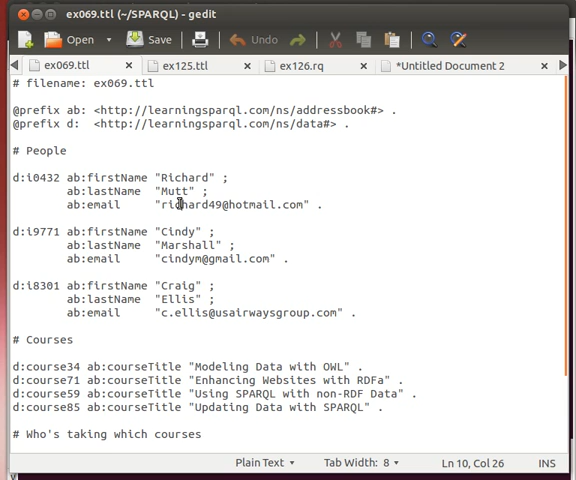 ex069.ttl (~/SPARQL) - gedit
Open Save Undo
ex069.ttl ex125.ttl ex126.rq *Untitled Document 2
# filename: ex069.ttl
@prefix ab: <http://learningsparql.com/ns/addressbook#> .
@prefix d:  <http://learningsparql.com/ns/data#> .
# People
d:i0432 ab:firstName "Richard" ;
        ab:lastName  "Mutt" ;
        ab:email     "richard49@hotmail.com" .
d:i9771 ab:firstName "Cindy" ;
        ab:lastName  "Marshall" ;
        ab:email     "cindym@gmail.com" .
d:i8301 ab:firstName "Craig" ;
        ab:lastName  "Ellis" ;
        ab:email     "c.ellis@usairwaysgroup.com" .
# Courses
d:course34 ab:courseTitle "Modeling Data with OWL" .
d:course71 ab:courseTitle "Enhancing Websites with RDFa" .
d:course59 ab:courseTitle "Using SPARQL with non-RDF Data" .
d:course85 ab:courseTitle "Updating Data with SPARQL" .
# Who's taking which courses
Plain Text Tab Width: 8 Ln 10, Col 26 INS